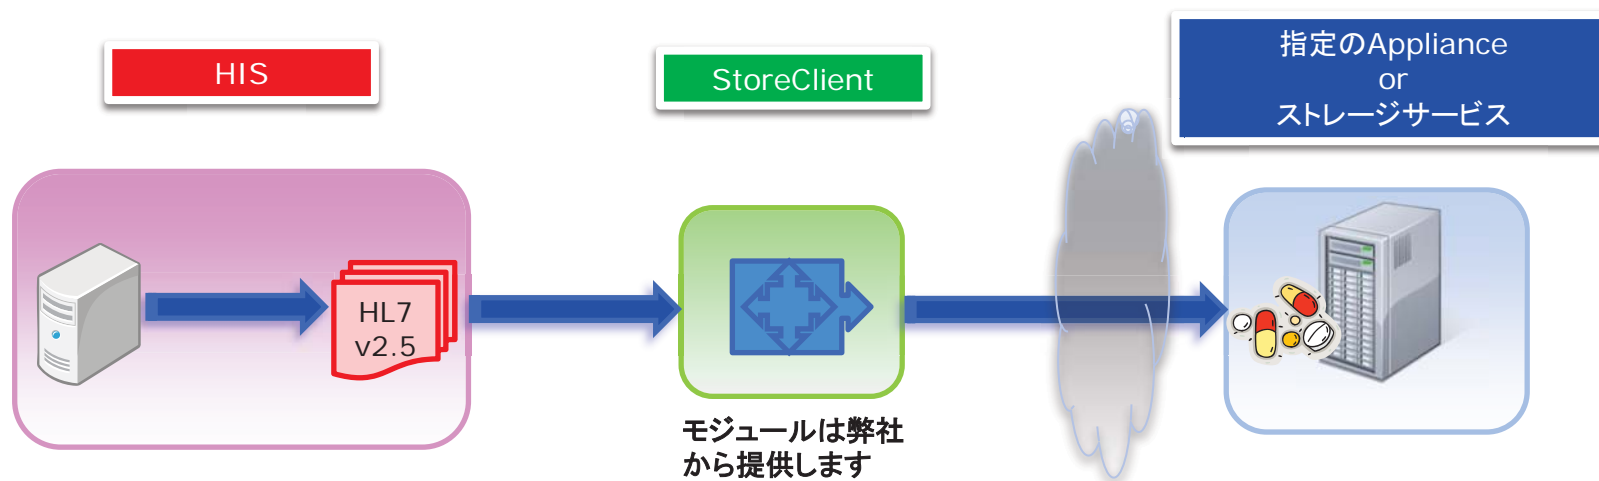 HIS
StoreClient
指定のAppliance
or
ストレージサービス
HL7
v2.5
モジュールは弊社
から提供します